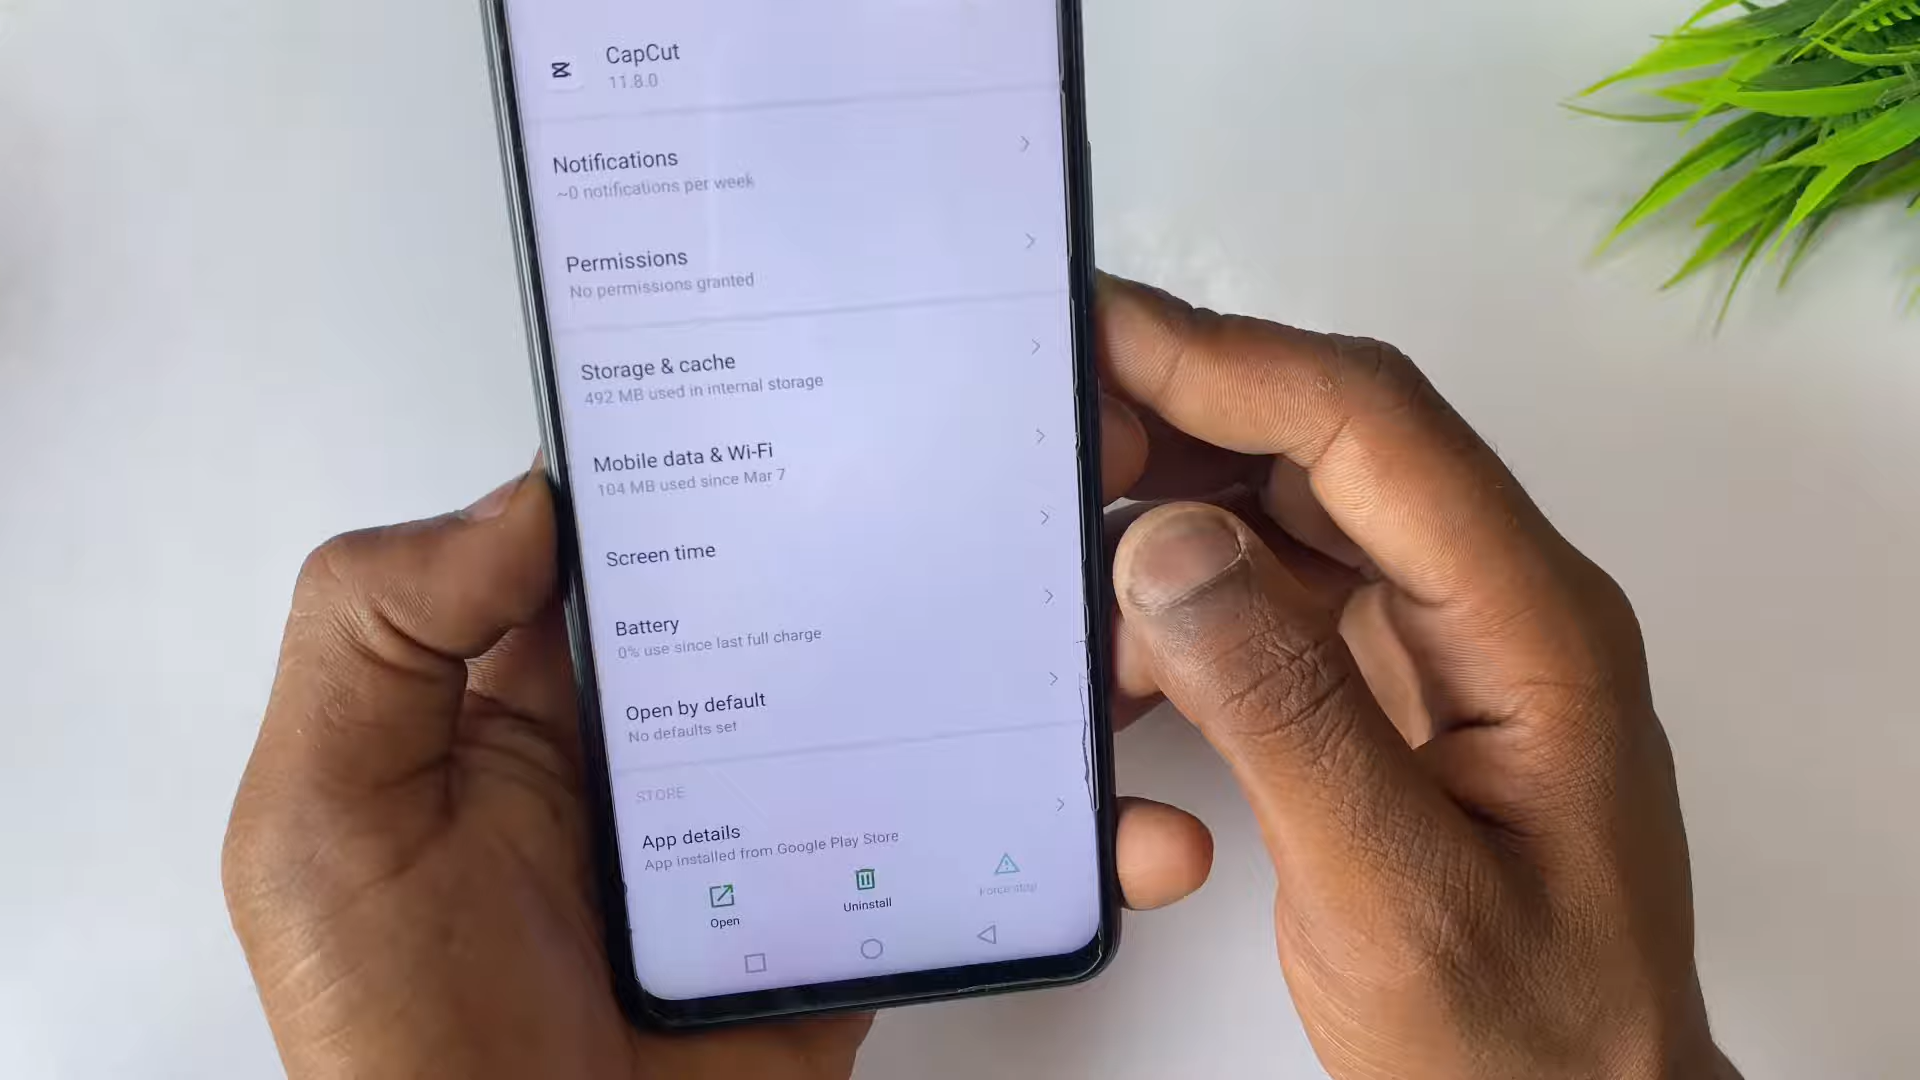 CapCut
11.8.0
Notifications
~0 notifications per week
Permissions
No permissions granted
Storage & cache
492 MB used in internal storage
Mobile data & Wi-Fi
104 MB used since Mar 7
Screen time
Battery
0% use since last full charge
Open by default
No defaults set
STORE
App details
App installed from Google Play Store
Open
Uninstall
Force stop